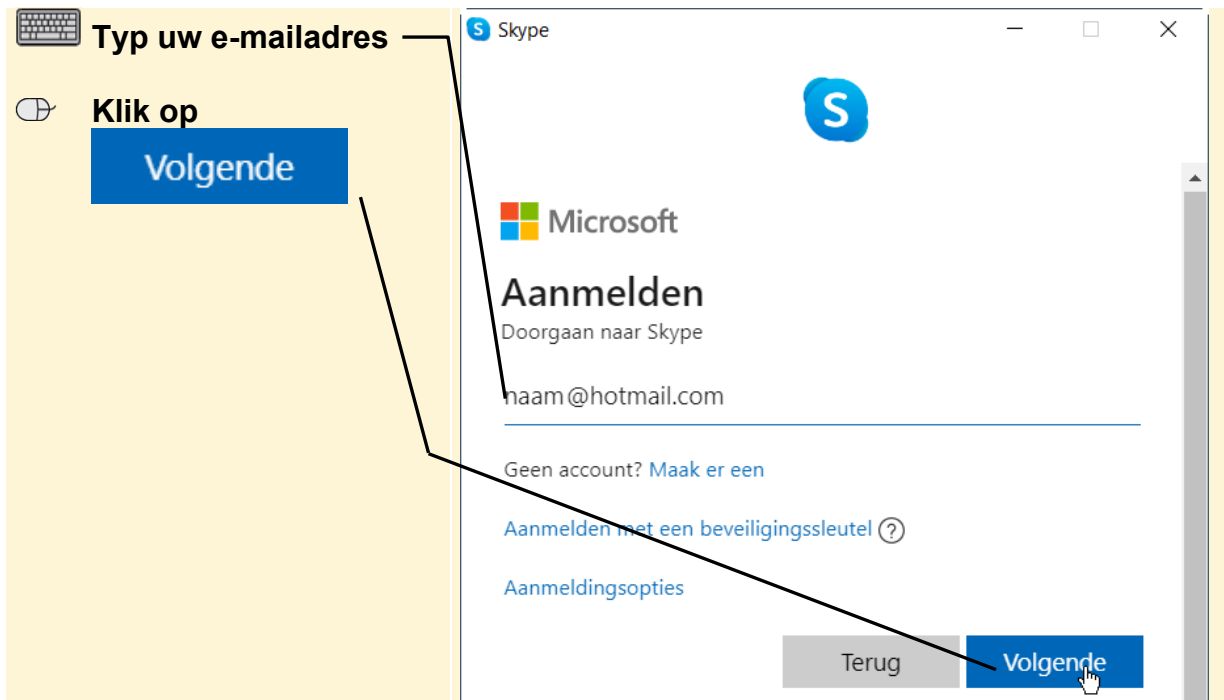 Typ uw e-mailadres
Klik op
Volgende
Skype
S
Microsoft
Aanmelden
Doorgaan naar Skype
naam@hotmail.com
Geen account? Maak er een
Aanmelden met een beveiligingssleutel ?
Aanmeldingsopties
Terug Volgende